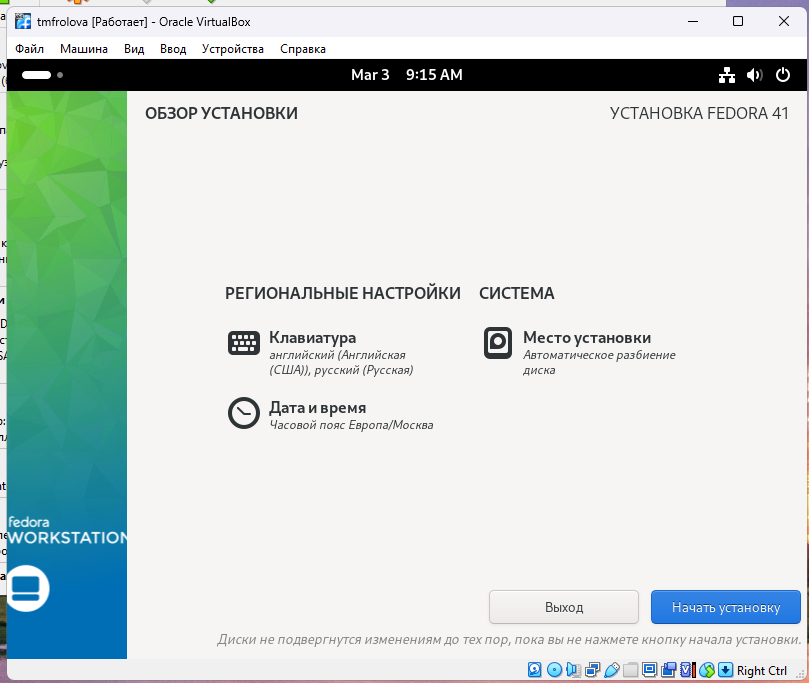 tmfrolova [Работает] - Oracle VirtualBox
Файл Машина Вид Ввод Устройства Справка
Mar 3 9:15 AM
ОБЗОР УСТАНОВКИ
УСТАНОВКА FEDORA 41
РЕГИОНАЛЬНЫЕ НАСТРОЙКИ
Клавиатура
английский (Английская
(США)), русский (Русская)
Дата и время
Часовой пояс Европа/Москва
СИСТЕМА
Место установки
Автоматическое разбиение
диска
fedora
WORKSTATION
Выход
Начать установку
Диски не подвергнутся изменениям до тех пор, пока вы не нажмете кнопку начала установки.
Right Ctrl